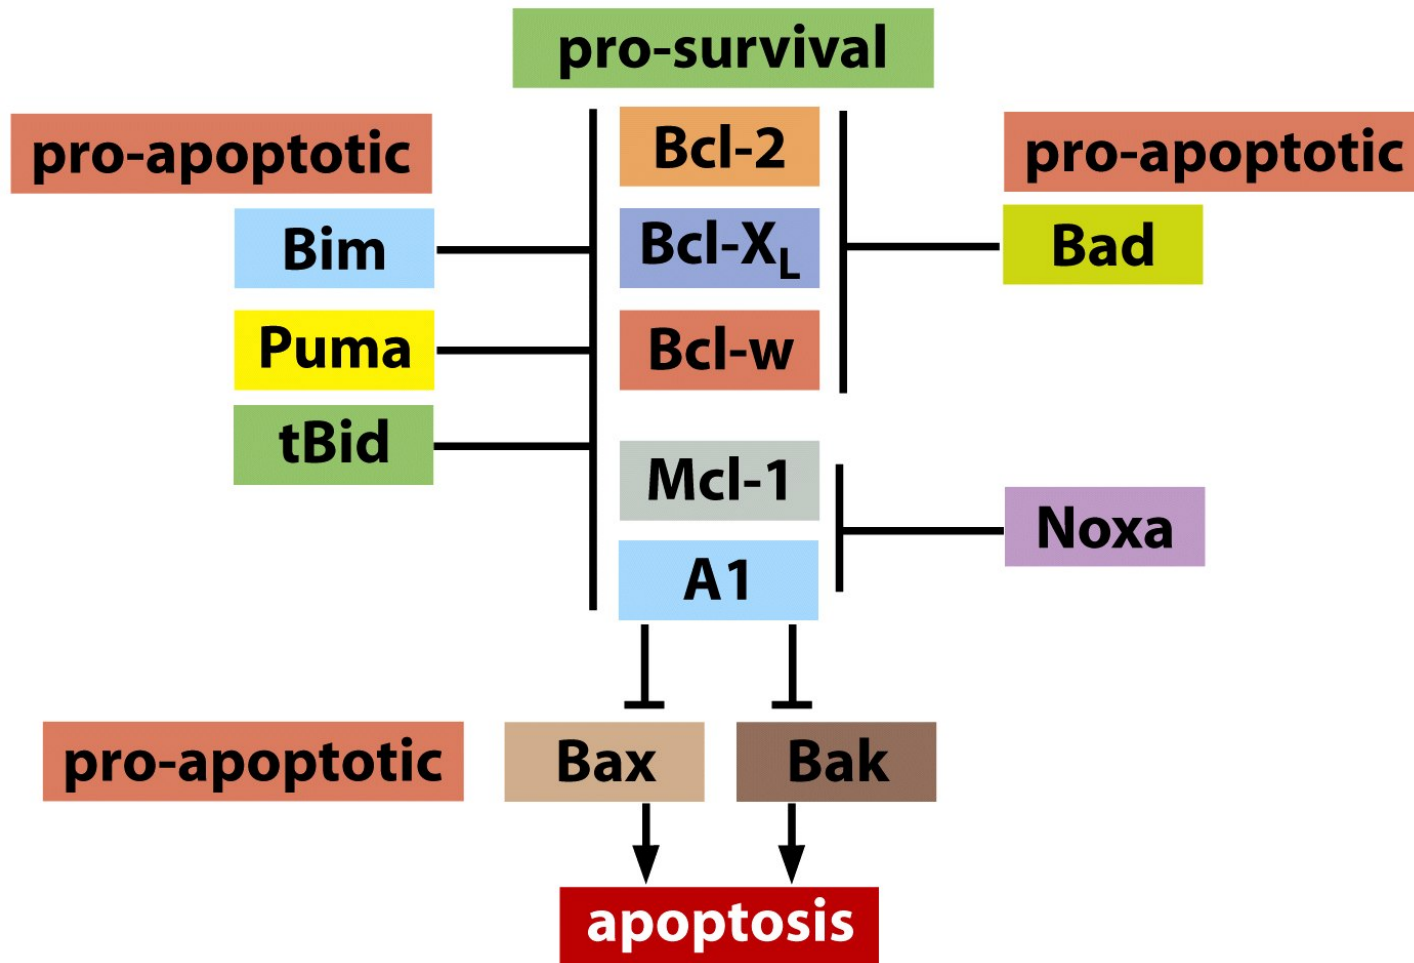 pro-survival
pro-apoptotic
Bim
Puma
tBid
Bcl-2
Bcl-XL
Bcl-w
Mcl-1
A1
pro-apoptotic
Bad
Noxa
pro-apoptotic
Bax
Bak
apoptosis